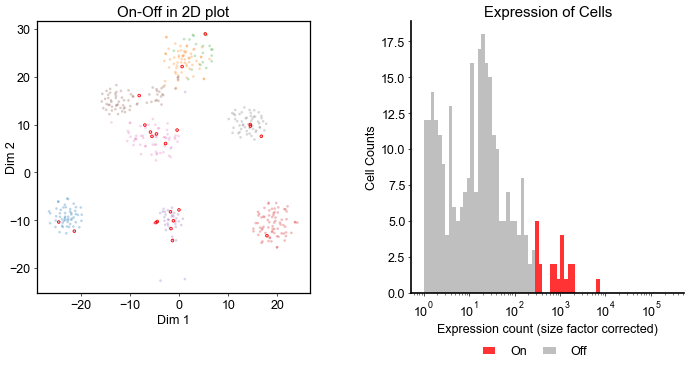 On-Off in 2D plot
30
20
10
0
−10
−20
Dim 2
−20 −10 0 10 20
Dim 1
Expression of Cells
17.5
15.0
12.5
10.0
7.5
5.0
2.5
0.0
Cell Counts
10⁰ 10¹ 10² 10³ 10⁴ 10⁵
Expression count (size factor corrected)
On Off